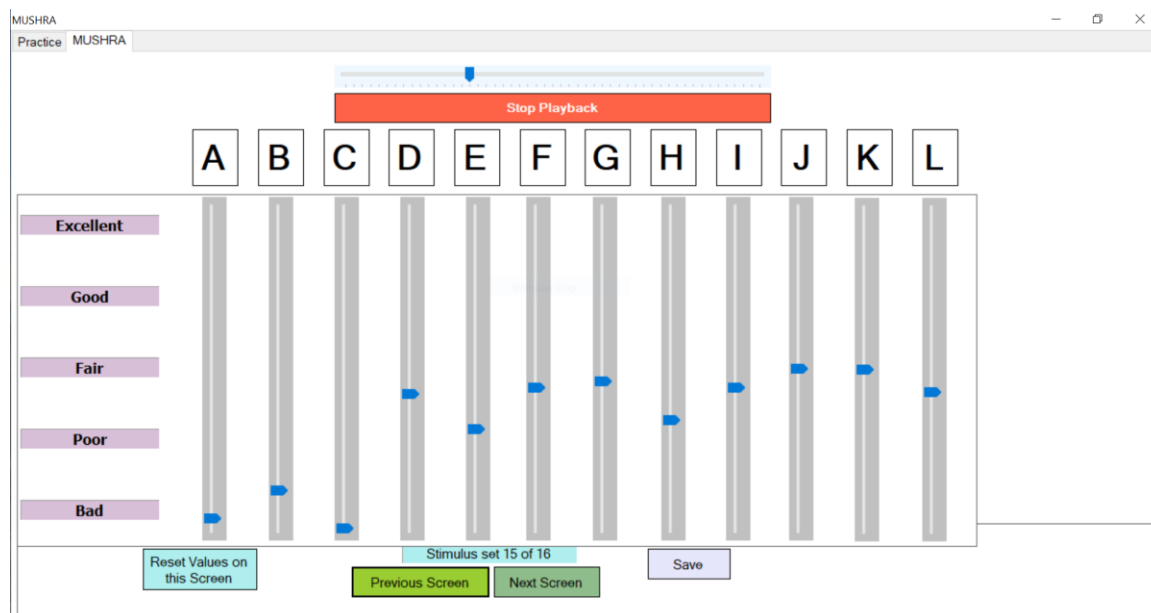 MUSHRA
Practice MUSHRA
Stop Playback
A B C D E F G H I J K L
Excellent
Good
Fair
Poor
Bad
Reset Values on
this Screen
Stimulus set 15 of 16
Previous Screen
Next Screen
Save